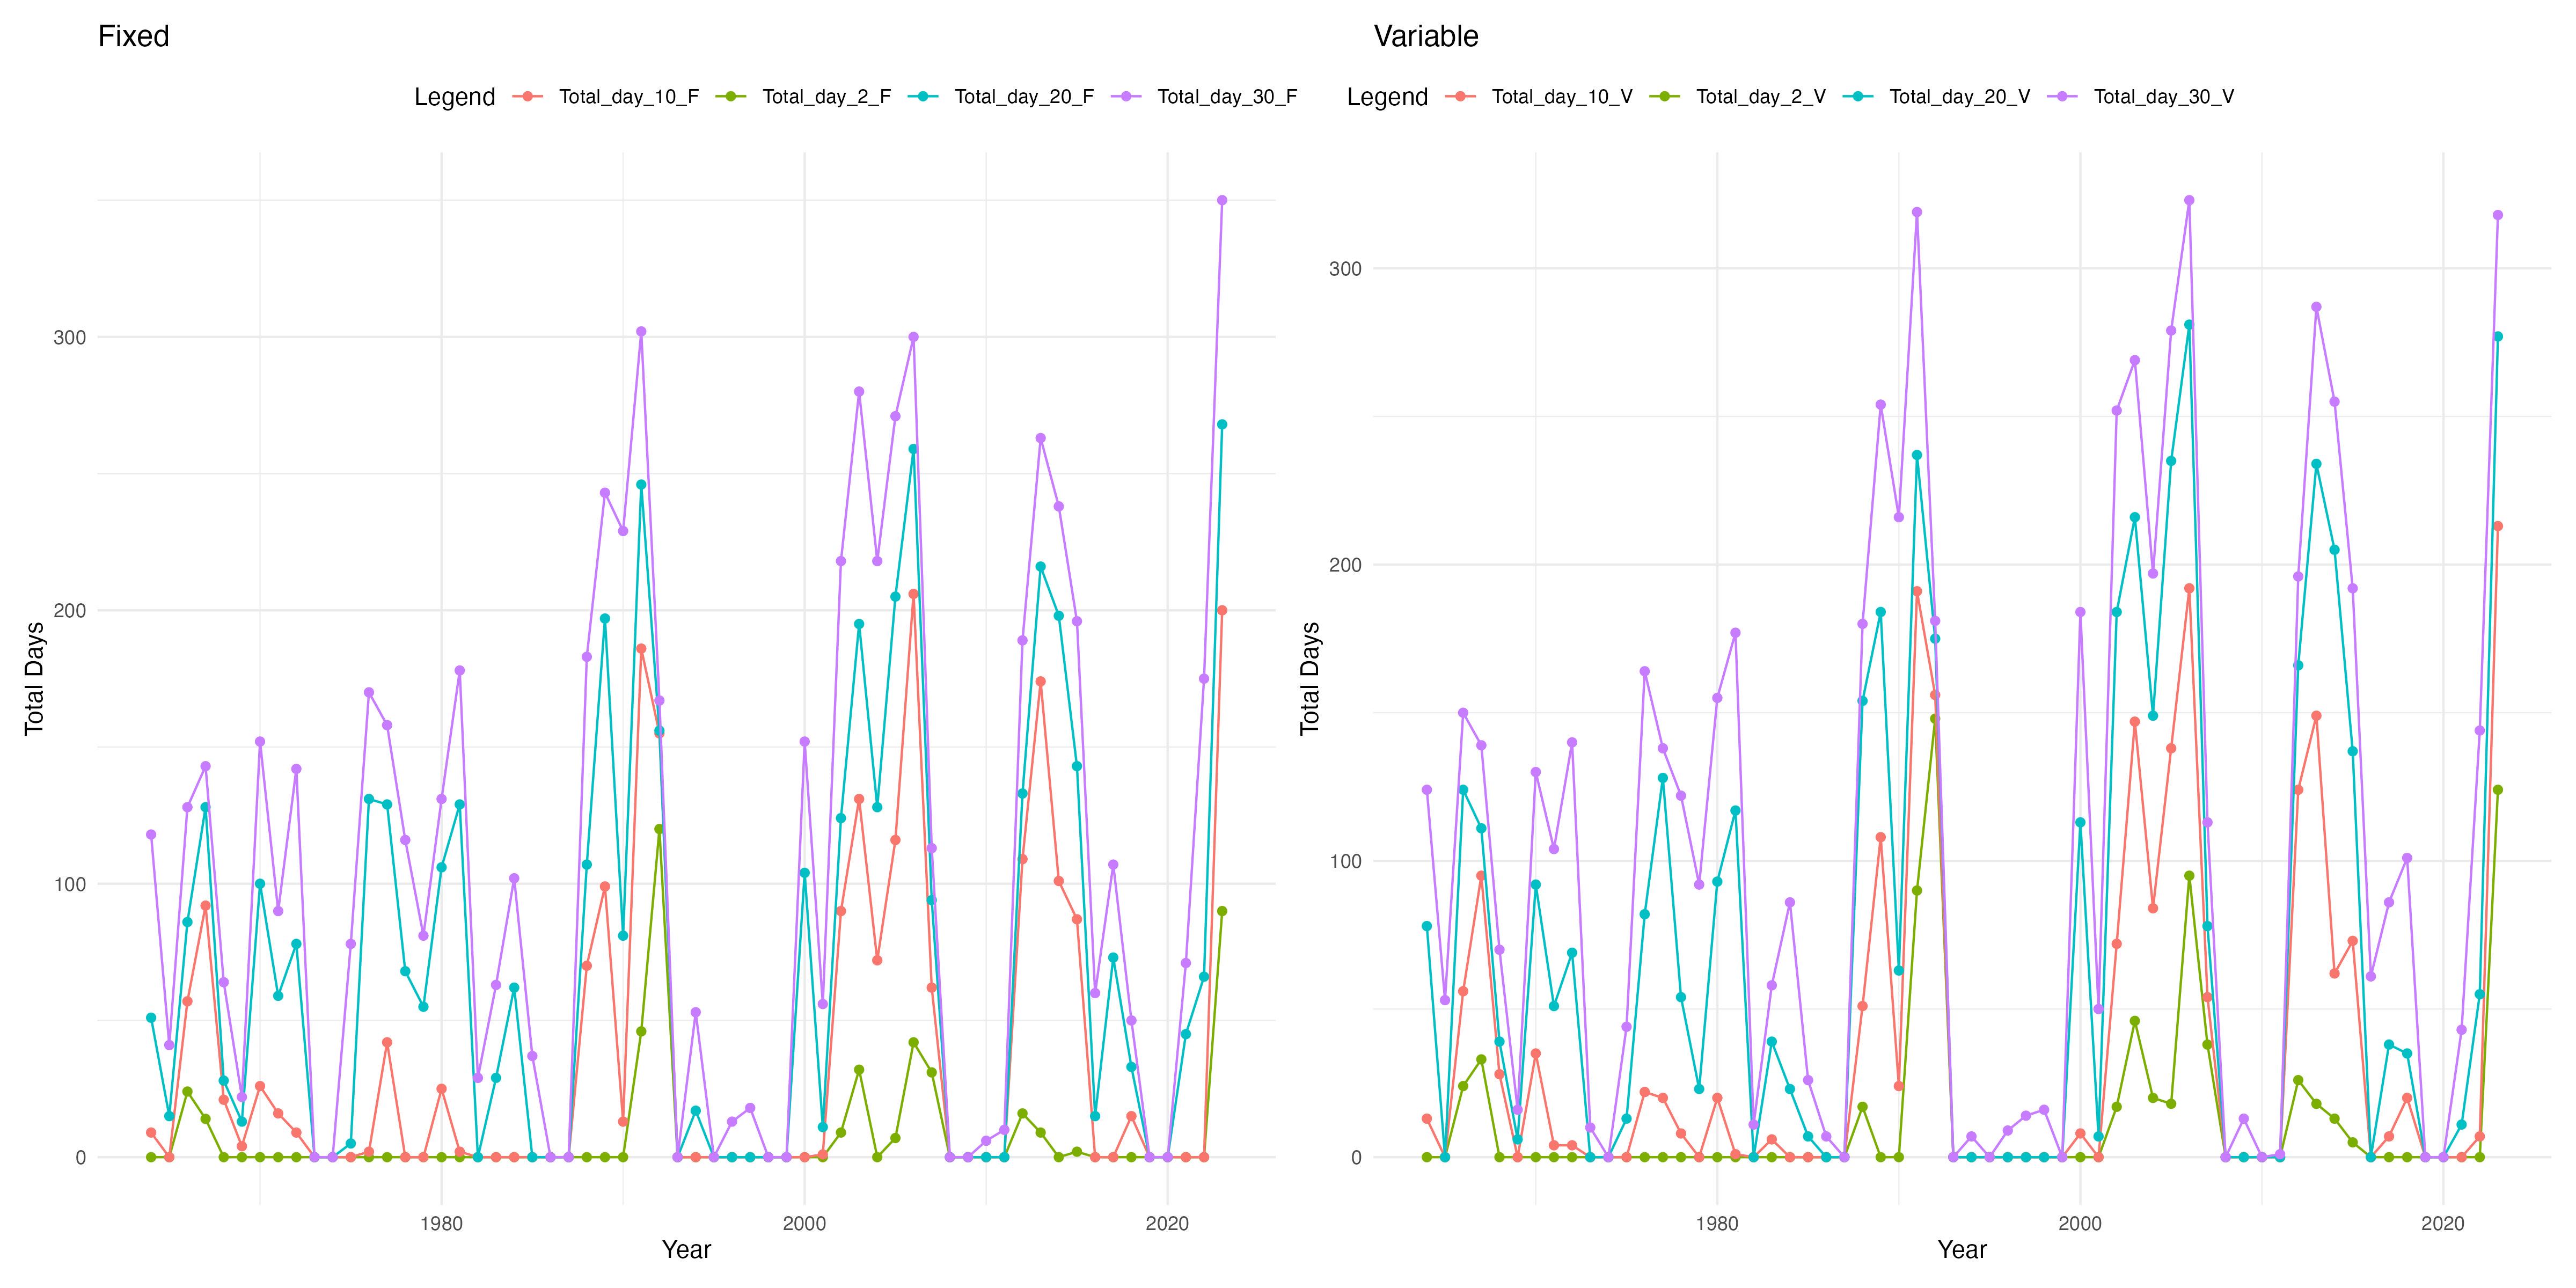 Fixed
Legend Total_day_10_F Total_day_2_F Total_day_20_F Total_day_30_F
300
200
100
0
Total Days
1980 2000 2020
Year
Variable
Legend Total_day_10_V Total_day_2_V Total_day_20_V Total_day_30_V
300
200
100
0
Total Days
1980 2000 2020
Year